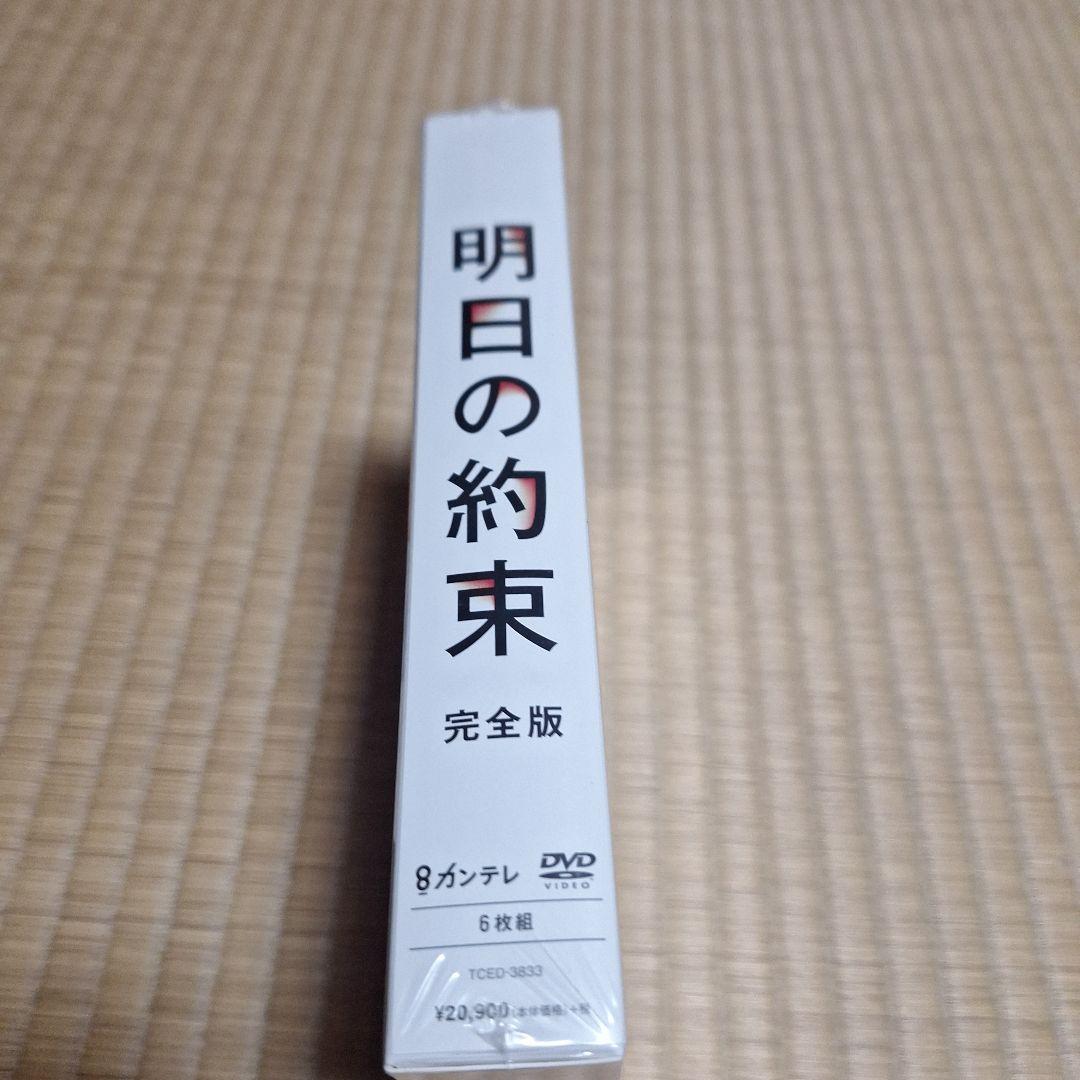 明日の約束
完全版
8カンテレ DVD VIDEO
6枚組
TCED-3833
¥20,900(本体価格)+税